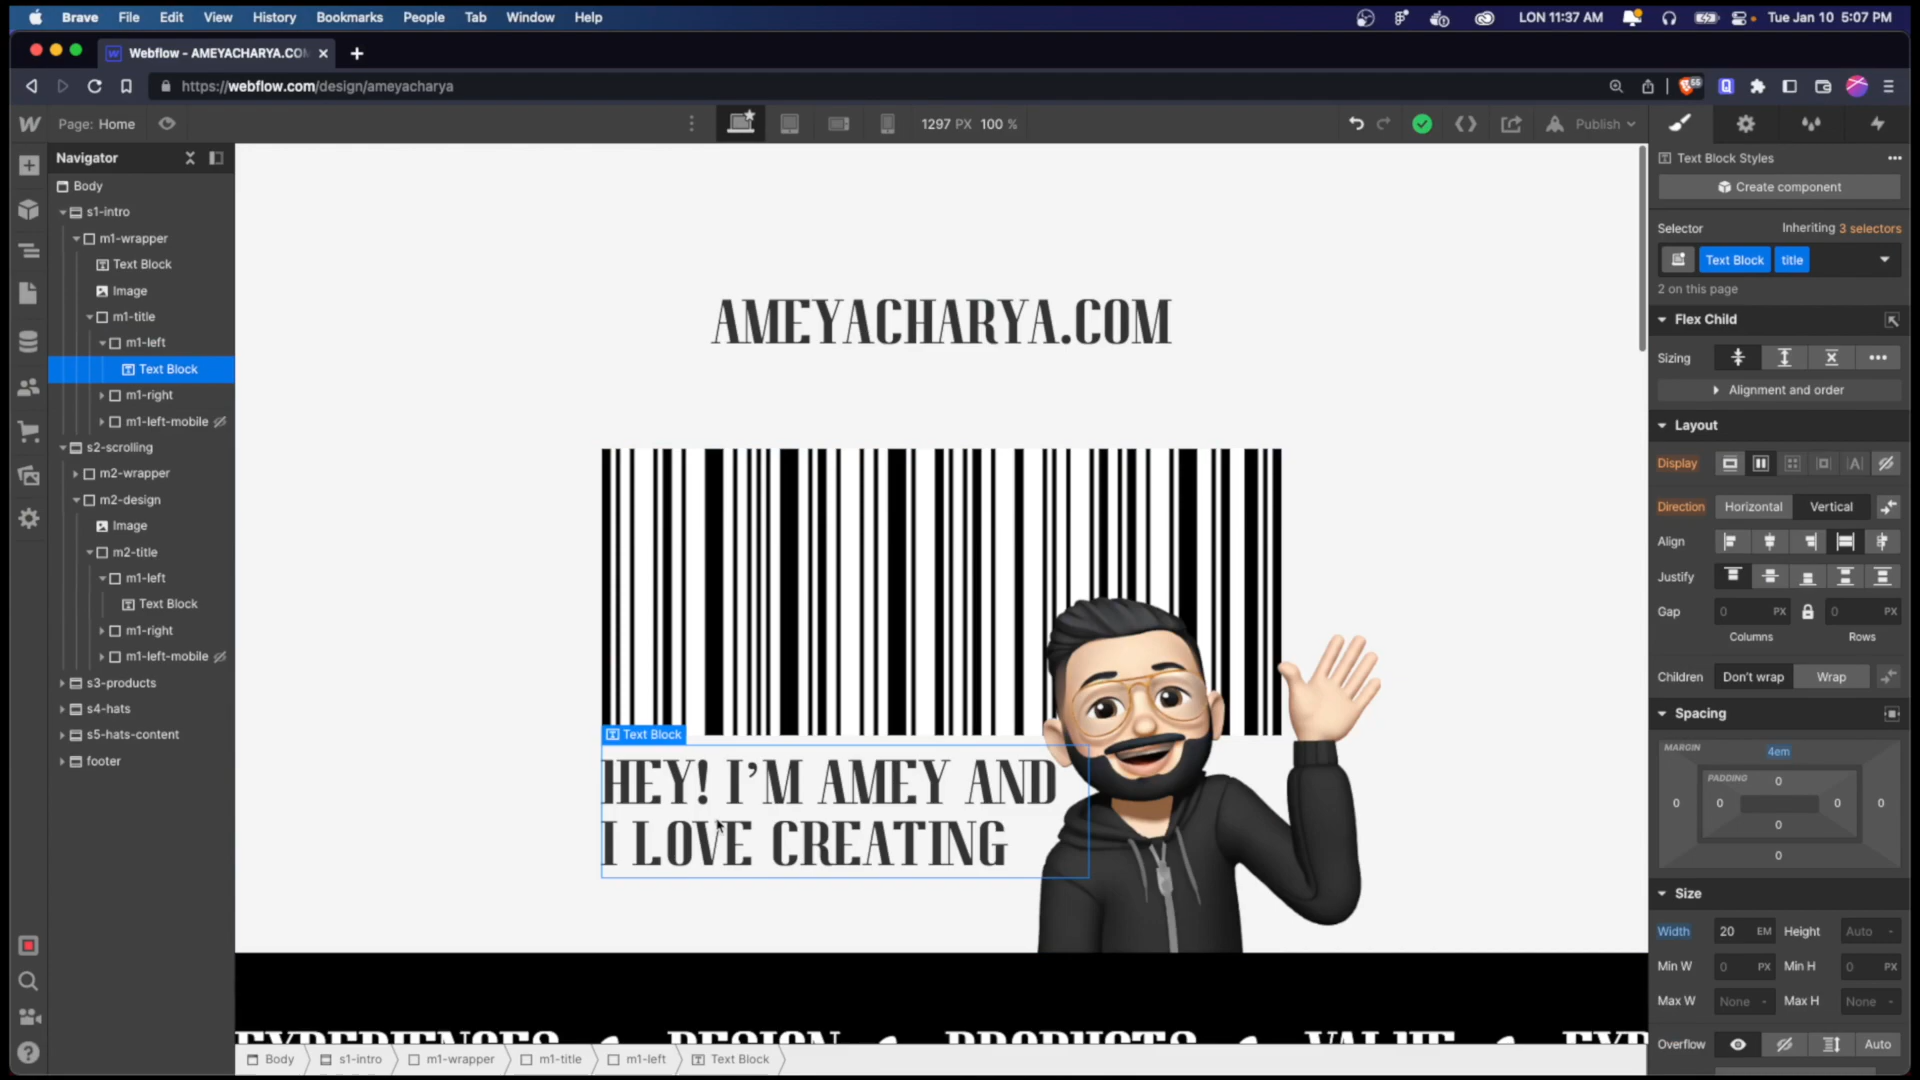 Brave File Edit View History Bookmarks People Tab Window Help LON 11:37 AM Tue Jan 10 5:07 PM
Webflow - AMEYACHARYA.CO
https://webflow.com/design/ameyacharya 55
Page: Home 1297 PX 100 % Publish
Navigator
Body
s1-intro
m1-wrapper
Text Block
Image
m1-title
m1-left
Text Block
m1-right
m1-left-mobile
s2-scrolling
m2-wrapper
m2-design
Image
m2-title
m1-left
Text Block
m1-right
m1-left-mobile
s3-products
s4-hats
s5-hats-content
footer
AMEYACHARYA.COM
Text Block
HEY! I'M AMEY AND
I LOVE CREATING
EXPERIENCES DESIGN PRODUCTS VALUE
Body s1-intro m1-wrapper m1-title m1-left Text Block
Text Block Styles
Create component
Selector Inheriting 3 selectors
Text Block title
2 on this page
Flex Child
Sizing
Alignment and order
Layout
Display
Direction Horizontal Vertical
Align
Justify
Gap 0 PX 0 PX
Columns Rows
Children Don't wrap Wrap
Spacing
MARGIN 4em
PADDING 0
0 0 0 0
0
0
Size
Width 20 EM Height Auto -
Min W 0 PX Min H 0 PX
Max W None - Max H None -
Overflow Auto